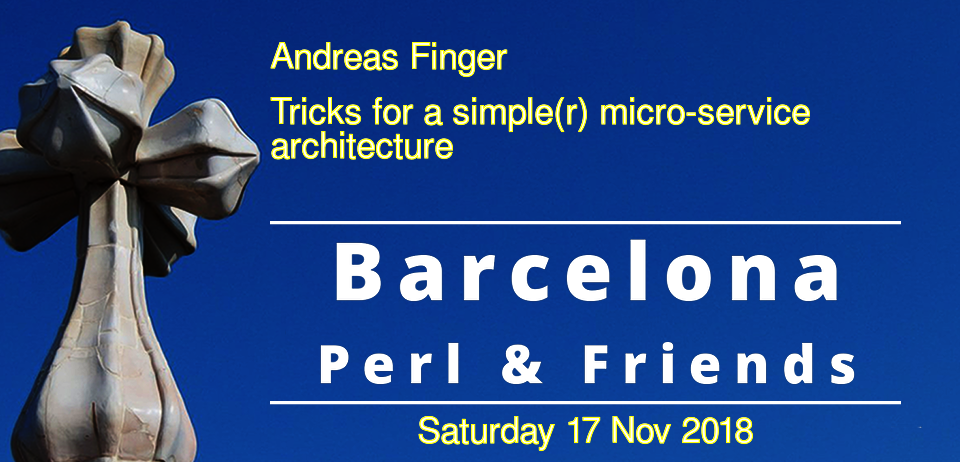 Andreas Finger
Tricks for a simple(r) micro-service
architecture
Barcelona
Perl & Friends
Saturday 17 Nov 2018